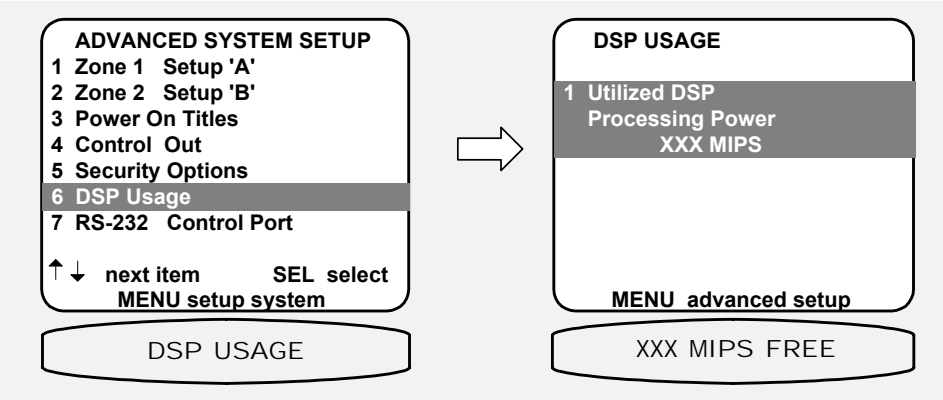 ADVANCED SYSTEM SETUP
1 Zone 1 Setup 'A'
2 Zone 2 Setup 'B'
3 Power On Titles
4 Control Out
5 Security Options
6 DSP Usage
7 RS-232 Control Port
↑↓ next item SEL select
MENU setup system
DSP USAGE
DSP USAGE
1 Utilized DSP
Processing Power
XXX MIPS
MENU advanced setup
XXX MIPS FREE